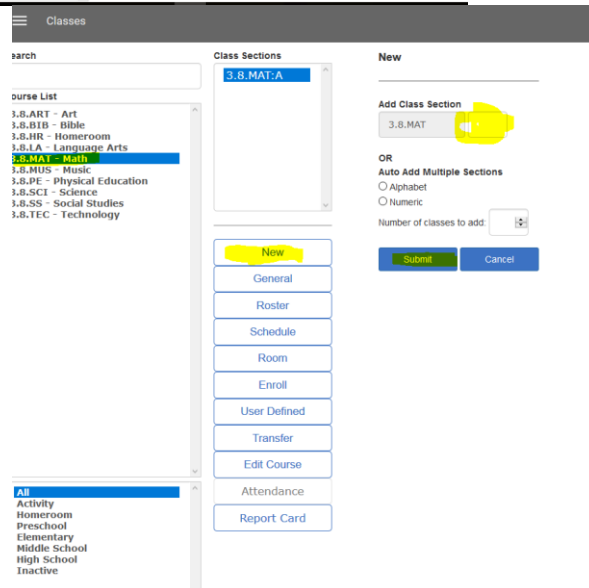 Classes
earch
ourse List
3.8.ART - Art
3.8.BIB - Bible
3.8.HR - Homeroom
3.8.LA - Language Arts
3.8.MAT - Math
3.8.MUS - Music
3.8.PE - Physical Education
3.8.SCI - Science
3.8.SS - Social Studies
3.8.TEC - Technology
All
Activity
Homeroom
Preschool
Elementary
Middle School
High School
Inactive
Class Sections
3.8.MAT:A
New
General
Roster
Schedule
Room
Enroll
User Defined
Transfer
Edit Course
Attendance
Report Card
New
Add Class Section
3.8.MAT
OR
Auto Add Multiple Sections
Alphabet
Numeric
Number of classes to add:
Submit
Cancel